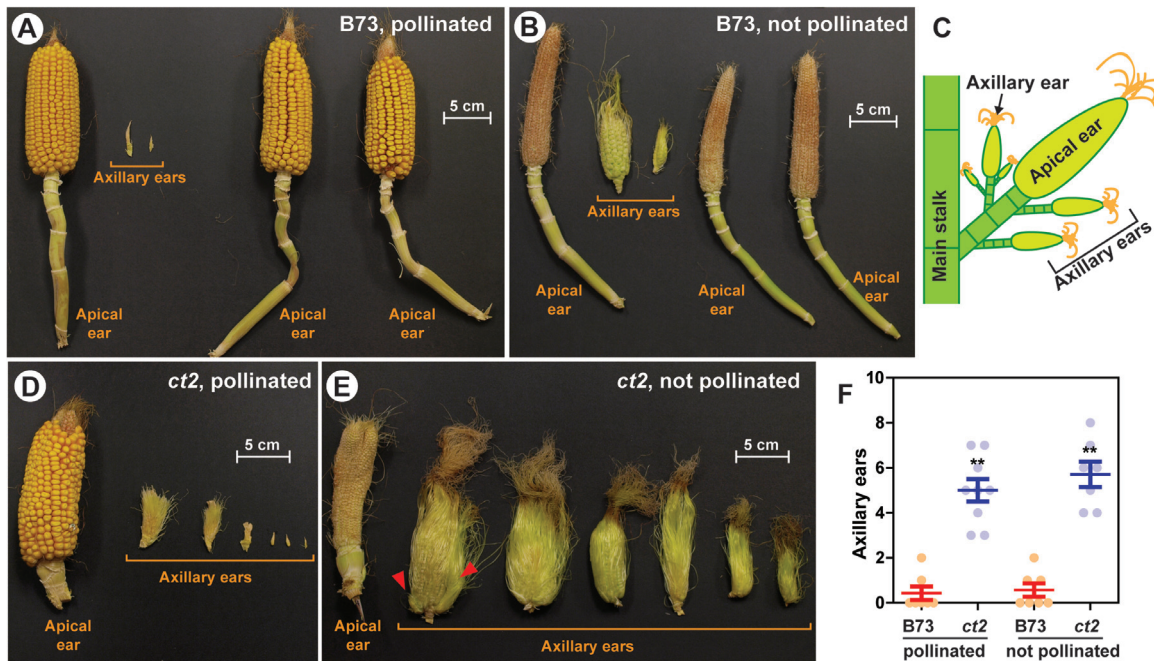 A
B73, pollinated
5 cm
Axillary ears
Apical
ear
Apical
ear
Apical
ear
B
B73, not pollinated
5 cm
Axillary ears
Apical
ear
Apical
ear
Apical
ear
C
Axillary ear
Apical ear
Main stalk
Axillary ears
D
ct2, pollinated
5 cm
Axillary ears
Apical
ear
E
ct2, not pollinated
5 cm
Apical
ear
Axillary ears
F
Axillary ears
10
8
6
4
2
0
**
**
B73 ct2 B73 ct2
pollinated not pollinated